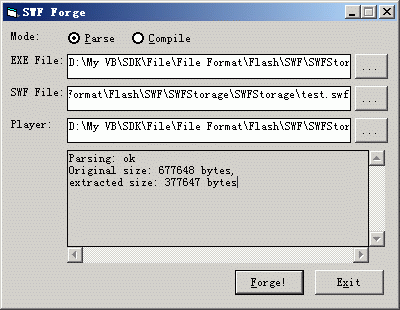 SWF Forge
Mode: Parse Compile
EXE File: D:\My VB\SDK\File\File Format\Flash\SWF\SWFStor ...
SWF File: Format\Flash\SWF\SWFStorage\SWFStorage\test.swf ...
Player: D:\My VB\SDK\File\File Format\Flash\SWF\SWFStor ...
Parsing: ok
Original size: 677648 bytes,
extracted size: 377647 bytes
Forge! Exit